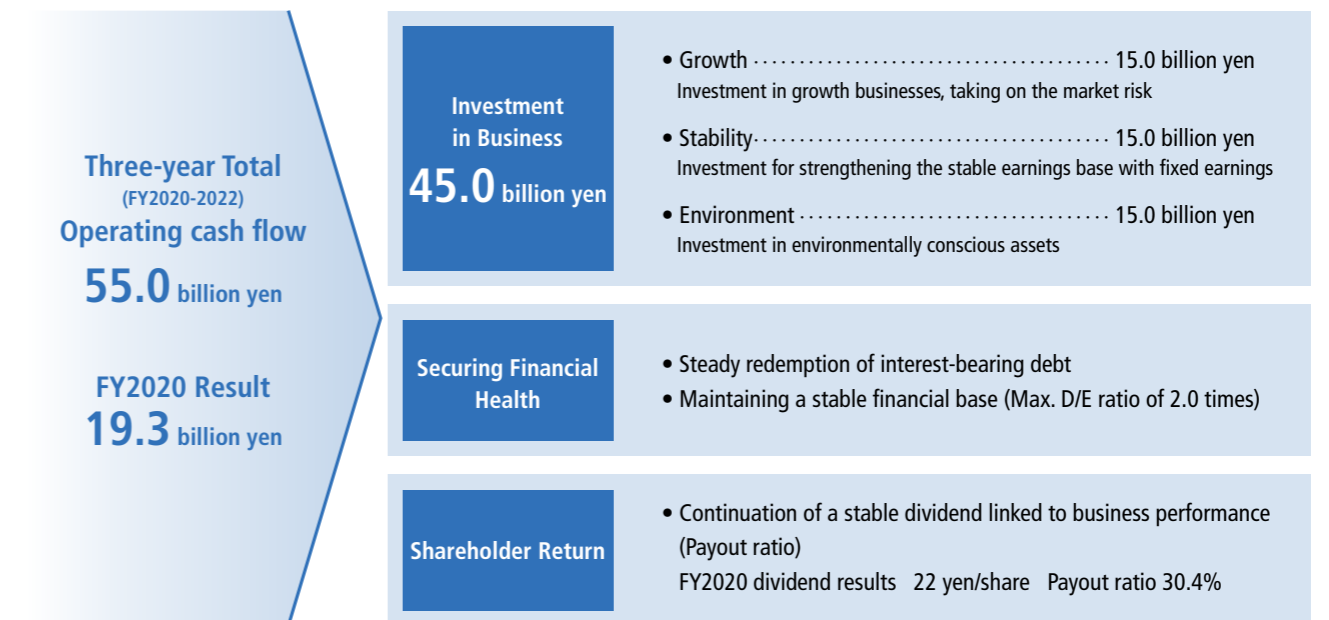 Three-year Total
(FY2020-2022)
Operating cash flow
55.0 billion yen
FY2020 Result
19.3 billion yen
Investment
in Business
45.0 billion yen
• Growth ······································· 15.0 billion yen
Investment in growth businesses, taking on the market risk
• Stability······································· 15.0 billion yen
Investment for strengthening the stable earnings base with fixed earnings
• Environment ·································· 15.0 billion yen
Investment in environmentally conscious assets
Securing Financial
Health
• Steady redemption of interest-bearing debt
• Maintaining a stable financial base (Max. D/E ratio of 2.0 times)
Shareholder Return
• Continuation of a stable dividend linked to business performance
(Payout ratio)
FY2020 dividend results 22 yen/share Payout ratio 30.4%